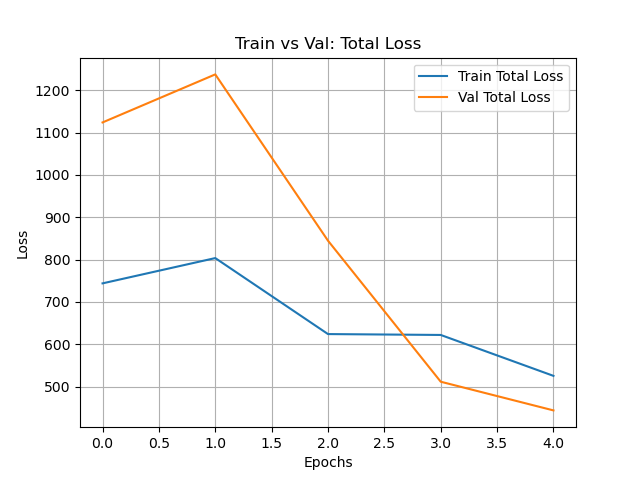 Train vs Val: Total Loss
Train Total Loss
Val Total Loss
1200
1100
1000
900
800
700
600
500
Loss
0.0 0.5 1.0 1.5 2.0 2.5 3.0 3.5 4.0
Epochs